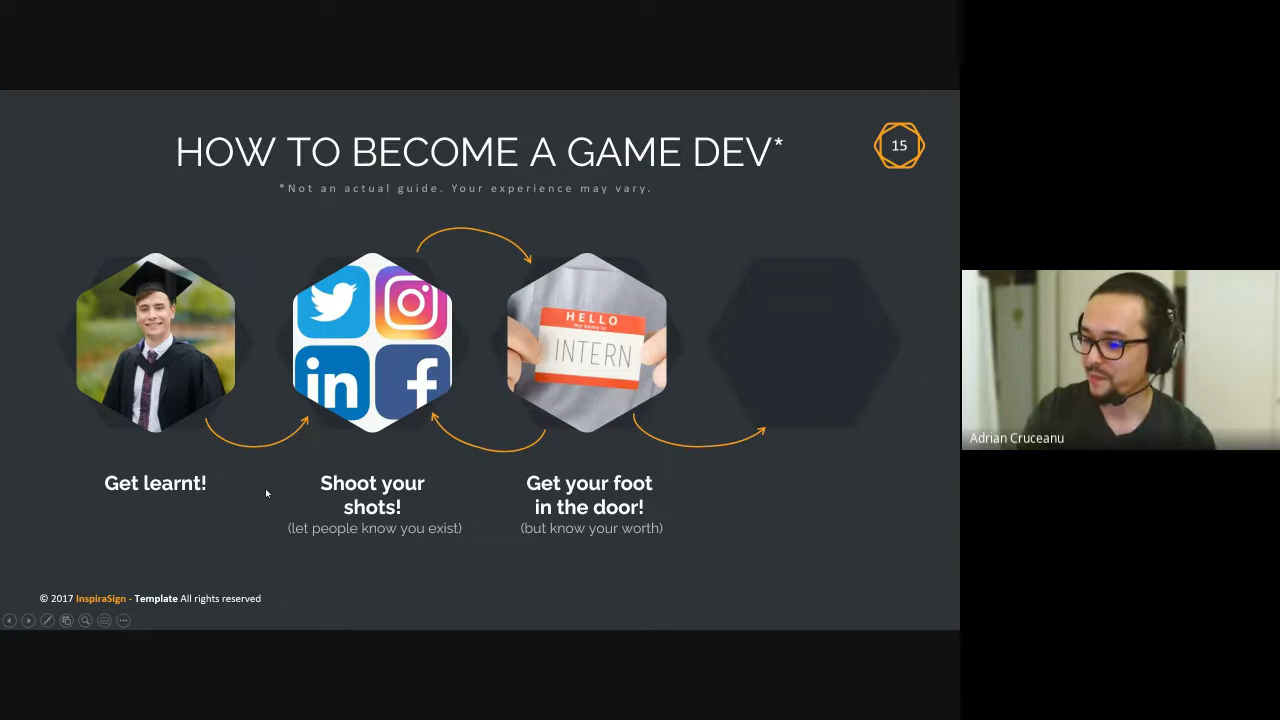 HOW TO BECOME A GAME DEV*
15
*Not an actual guide. Your experience may vary.
in
f
HELLO
my name is
INTERN
Get learnt!
Shoot your
shots!
(let people know you exist)
Get your foot
in the door!
(but know your worth)
Adrian Cruceanu
© 2017 InspiraSign - Template All rights reserved